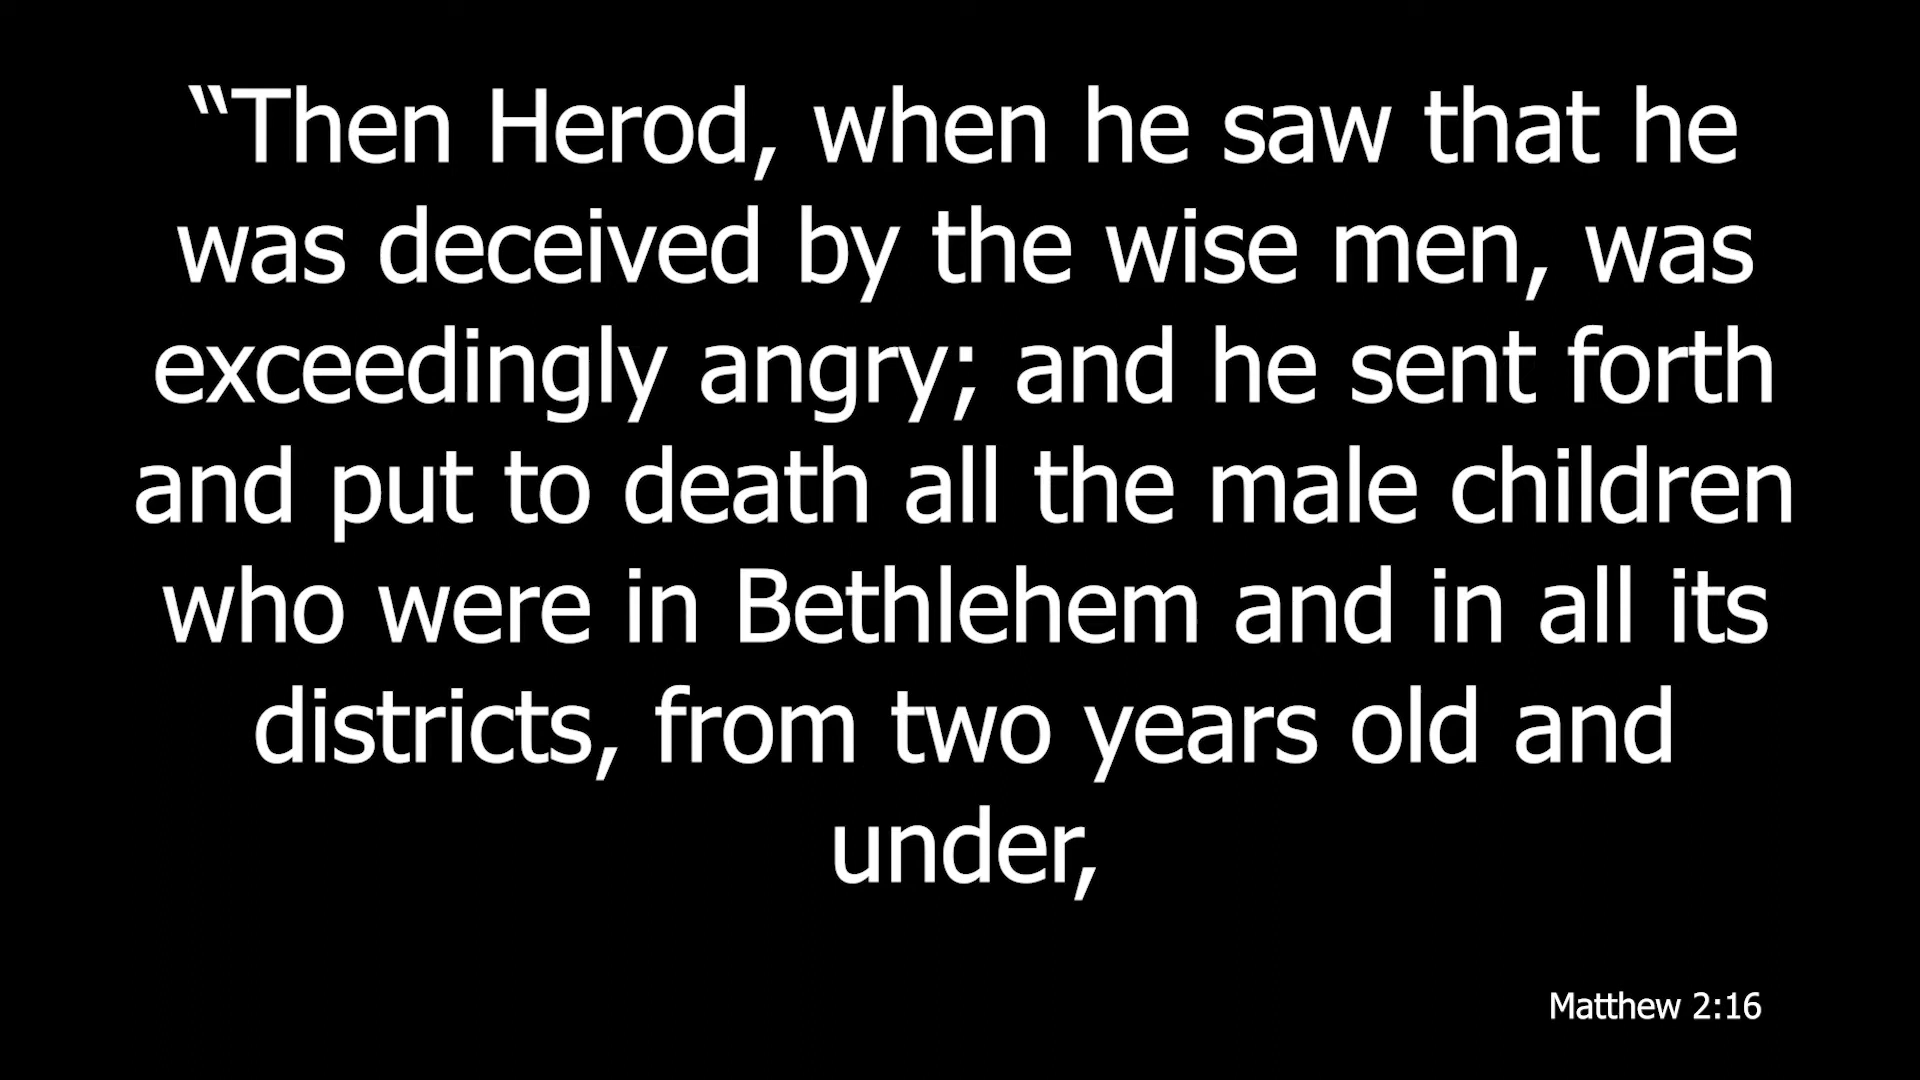 “Then Herod, when he saw that he
was deceived by the wise men, was
exceedingly angry; and he sent forth
and put to death all the male children
who were in Bethlehem and in all its
districts, from two years old and
under,
Matthew 2:16